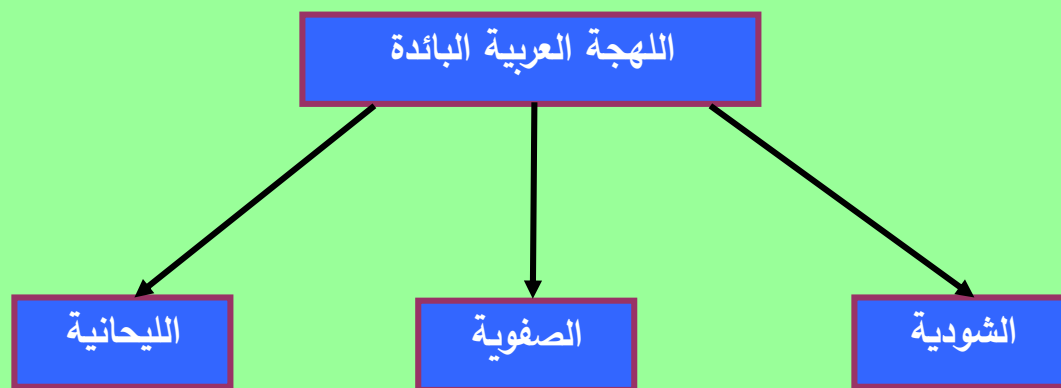 اللهجة العربية البائدة
الشودية
الصفوية
الليحانية